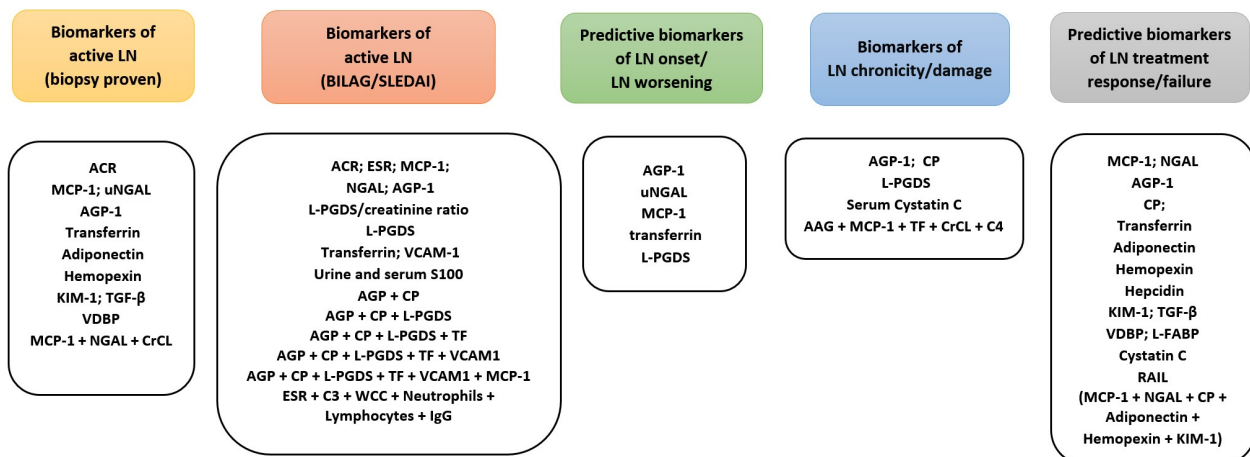 Biomarkers of
active LN
(biopsy proven)
Biomarkers of
active LN
(BILAG/SLEDAI)
Predictive biomarkers
of LN onset/
LN worsening
Biomarkers of
LN chronicity/damage
Predictive biomarkers
of LN treatment
response/failure
ACR
MCP-1; uNGAL
AGP-1
Transferrin
Adiponectin
Hemopexin
KIM-1; TGF-β
VDBP
MCP-1 + NGAL + CrCL
ACR; ESR; MCP-1;
NGAL; AGP-1
L-PGDS/creatinine ratio
L-PGDS
Transferrin; VCAM-1
Urine and serum S100
AGP + CP
AGP + CP + L-PGDS
AGP + CP + L-PGDS + TF
AGP + CP + L-PGDS + TF + VCAM1
AGP + CP + L-PGDS + TF + VCAM1 + MCP-1
ESR + C3 + WCC + Neutrophils +
Lymphocytes + IgG
AGP-1
uNGAL
MCP-1
transferrin
L-PGDS
AGP-1; CP
L-PGDS
Serum Cystatin C
AAG + MCP-1 + TF + CrCL + C4
MCP-1; NGAL
AGP-1
CP;
Transferrin
Adiponectin
Hemopexin
Hepcidin
KIM-1; TGF-β
VDBP; L-FABP
Cystatin C
RAIL
(MCP-1 + NGAL + CP +
Adiponectin +
Hemopexin + KIM-1)